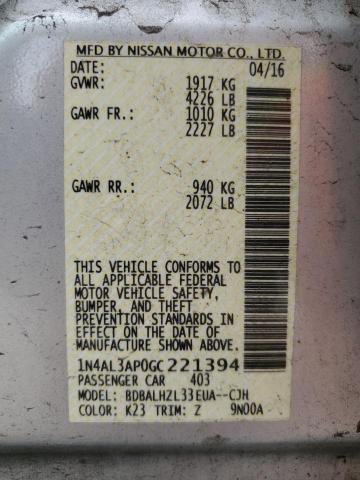 MFD BY NISSAN MOTOR CO., LTD.
DATE: 04/16
GVWR: 1917 KG
4226 LB
GAWR FR.: 1010 KG
2227 LB
GAWR RR.: 940 KG
2072 LB
THIS VEHICLE CONFORMS TO
ALL APPLICABLE FEDERAL
MOTOR VEHICLE SAFETY,
BUMPER, AND THEFT
PREVENTION STANDARDS
IN EFFECT ON THE DATE OF
MANUFACTURE SHOWN ABOVE.
1N4AL3AP0GC221394
PASSENGER CAR 403
MODEL: BDBALHZL33EUA--CJH
COLOR: K23 TRIM: Z 9N00A